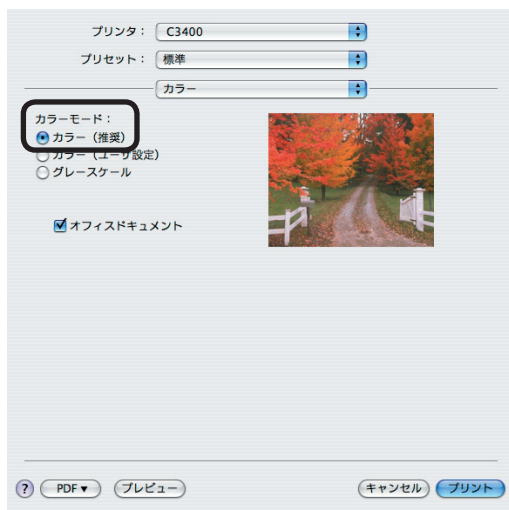 プリンタ： C3400
プリセット： 標準
カラー
カラーモード：
カラー（推奨）
カラー（ユーザ設定）
グレースケール
オフィスドキュメント
? PDF▼ プレビュー キャンセル プリント